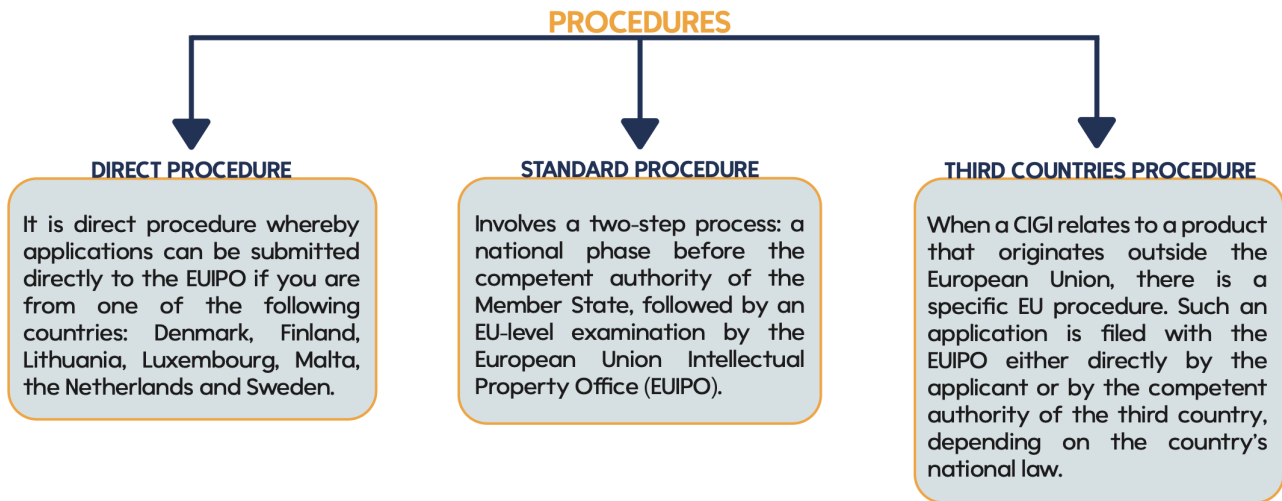 PROCEDURES
DIRECT PROCEDURE
It is direct procedure whereby
applications can be submitted
directly to the EUIPO if you are
from one of the following
countries: Denmark, Finland,
Lithuania, Luxembourg, Malta,
the Netherlands and Sweden.
STANDARD PROCEDURE
Involves a two-step process: a
national phase before the
competent authority of the
Member State, followed by an
EU-level examination by the
European Union Intellectual
Property Office (EUIPO).
THIRD COUNTRIES PROCEDURE
When a CIGI relates to a product
that originates outside the
European Union, there is a
specific EU procedure. Such an
application is filed with the
EUIPO either directly by the
applicant or by the competent
authority of the third country,
depending on the country's
national law.